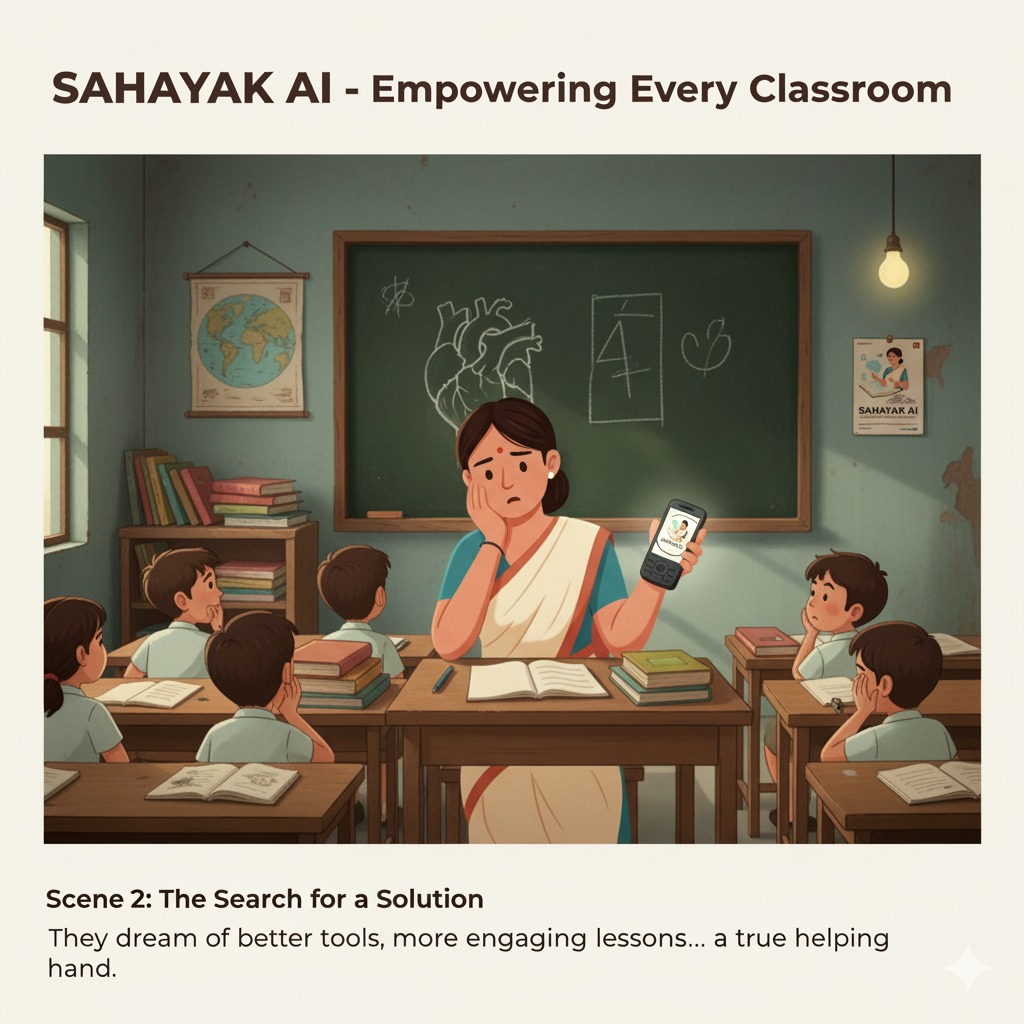 SAHAYAK AI - Empowering Every Classroom
SAHAYAK AI
Scene 2: The Search for a Solution
They dream of better tools, more engaging lessons... a true helping
hand.